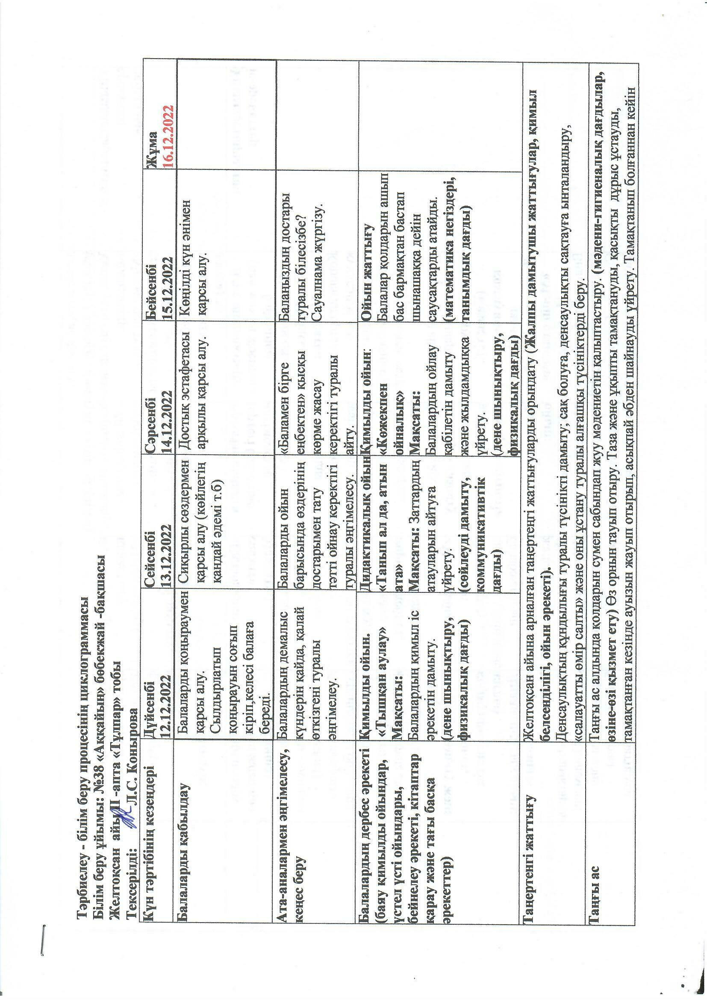 Тәрбиелеу - білім беру процесінің циклограммасы
Білім беру ұйымы: №38 «Аққайың» бөбекжай -бақшасы
Желтоқсан айы ІІ -апта «Тұлпар» тобы
Тексерілді: Л.С. Конырова
Күн тәртібінің кезеңдері
Дүйсенбі
12.12.2022
Сейсенбі
13.12.2022
Сәрсенбі
14.12.2022
Бейсенбі
15.12.2022
Жұма
16.12.2022
Балаларды қабылдау
Балаларды қоңыраумен
қарсы алу.
Сылдырлатып
қоңырауын соғып
кіріп,келесі балаға
береді.
Сиқырлы сөздермен
қарсы алу (көйлегің
қандай әдемі т.б)
Достық эстафетасы
арқылы қарсы алу.
Көңілді күн әнімен
қарсы алу.
Ата-аналармен әңгімелесу,
кеңес беру
Балалардың демалыс
күндерін қайда, қалай
өткізгені туралы
әңгімелеу.
Балаларды ойын
барысында өздерінің
достарымен тату
тәтті ойнау керектігі
туралы әңгімелесу.
«Баламен бірге
еңбектен» қысқы
көрме жасау
керектігі туралы
айту.
Балаңыздың достары
туралы білесізбе?
Сауалнама жүргізу.
Балалардың дербес әрекеті
(баяу қимылды ойындар,
үстел үсті ойындары,
бейнелеу әрекеті, кітаптар
қарау және тағы басқа
әрекеттер)
Қимылды ойын.
«Тышқан аулау»
Мақсаты:
Балалардың қимыл іс
әрекетін дамыту.
(дене шынықтыру,
физикалық дағды)
Дидактикалық ойын
«Танып ал да, атын
ата»
Мақсаты: Заттардың
атауларын айтуға
үйрету.
(сөйлеуді дамыту,
коммуникативтік
дағды)
Қимылды ойын:
«Көжекпен
ойналық»
Мақсаты:
Балалардың ойлау
қабілетін дамыту
және жылдамдыққа
үйрету.
(дене шынықтыру,
физикалық дағды)
Ойын жаттығу
Балалар қолдарын ашып
бас бармақтан бастап
шынашаққа дейін
саусақтарды атайды.
(математика негіздері,
танымдық дағды)
Таңертенгі жаттығу
Желтоқсан айына арналған таңертеңгі жаттығуларды орындату (Жалпы дамытушы жаттығулар, қимыл
белсенділігі, ойын әрекеті).
Денсаулықтың құндылығы туралы түсінікті дамыту; сақ болуға, денсаулықты сақтауға ынталандыру,
«салауатты өмір салты» және оны ұстану туралы алғашқы түсініктерді беру.
Таңғы ас
Таңғы ас алдында қолдарын сумен сабындап жуу мәдениетін қалыптастыру. (мәдени-гигиеналық дағдылар,
өзіне-өзі қызмет ету) Өз орнын тауып отыру. Таза және ұқыпты тамақтануды, қасықты дұрыс ұстауды,
тамақтанған кезінде ауызын жауып отырып, асықпай әбден шайнауды үйрету. Тамақтанып болғаннан кейін